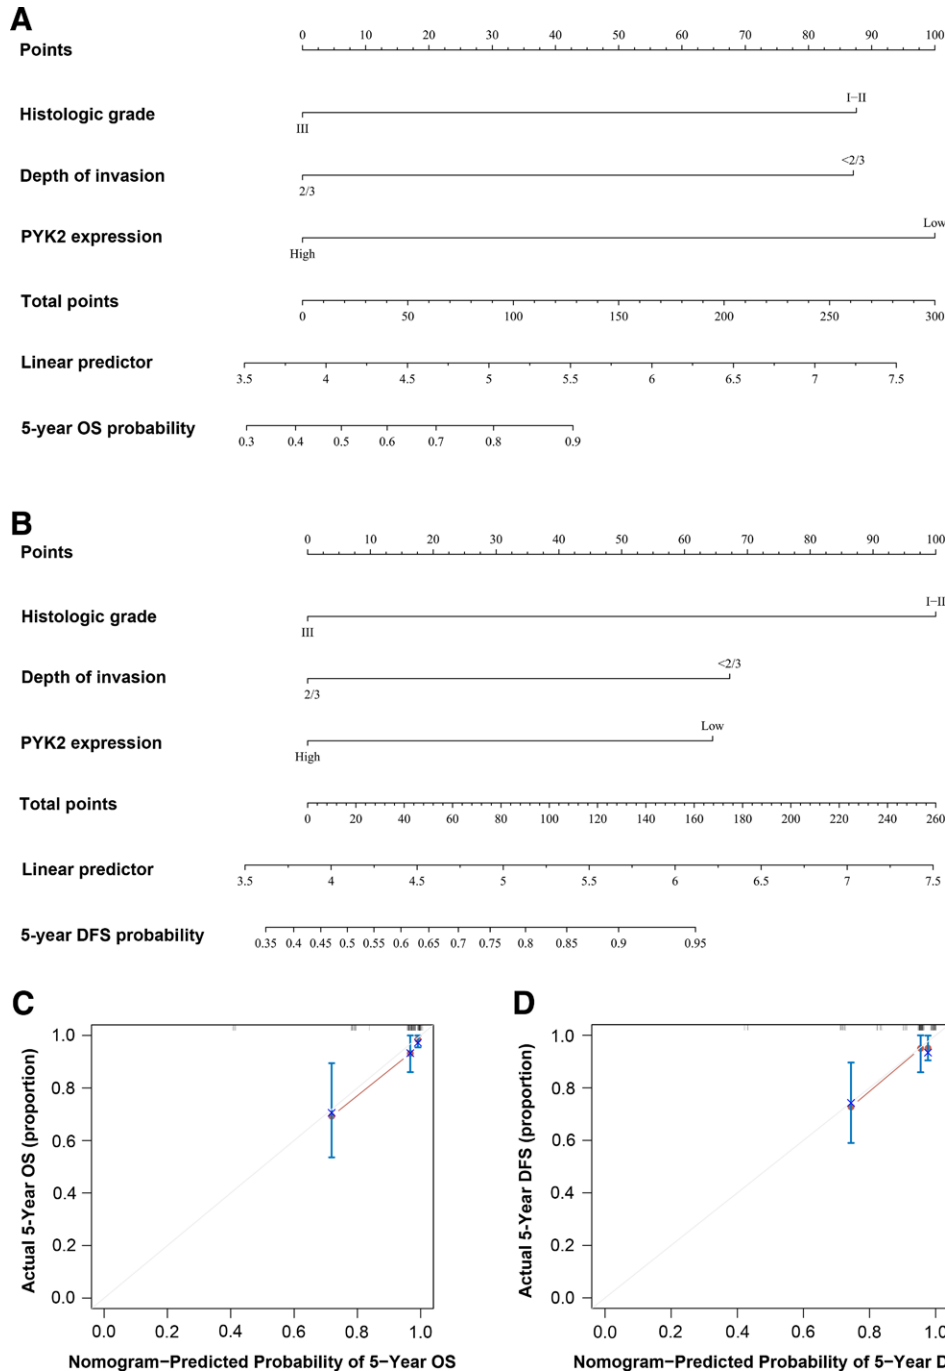 A
Points
0 10 20 30 40 50 60 70 80 90 100
Histologic grade
I–II
III
Depth of invasion
<2/3
2/3
PYK2 expression
Low
High
Total points
0 50 100 150 200 250 300
Linear predictor
3.5 4 4.5 5 5.5 6 6.5 7 7.5
5-year OS probability
0.3 0.4 0.5 0.6 0.7 0.8 0.9
B
Points
0 10 20 30 40 50 60 70 80 90 100
Histologic grade
I–II
III
Depth of invasion
<2/3
2/3
PYK2 expression
Low
High
Total points
0 20 40 60 80 100 120 140 160 180 200 220 240 260
Linear predictor
3.5 4 4.5 5 5.5 6 6.5 7 7.5
5-year DFS probability
0.35 0.4 0.45 0.5 0.55 0.6 0.65 0.7 0.75 0.8 0.85 0.9 0.95
C
Actual 5-Year OS (proportion)
1.0
0.8
0.6
0.4
0.2
0.0
0.0 0.2 0.4 0.6 0.8 1.0
Nomogram–Predicted Probability of 5-Year OS
D
Actual 5-Year DFS (proportion)
1.0
0.8
0.6
0.4
0.2
0.0
0.0 0.2 0.4 0.6 0.8 1.0
Nomogram–Predicted Probability of 5-Year D